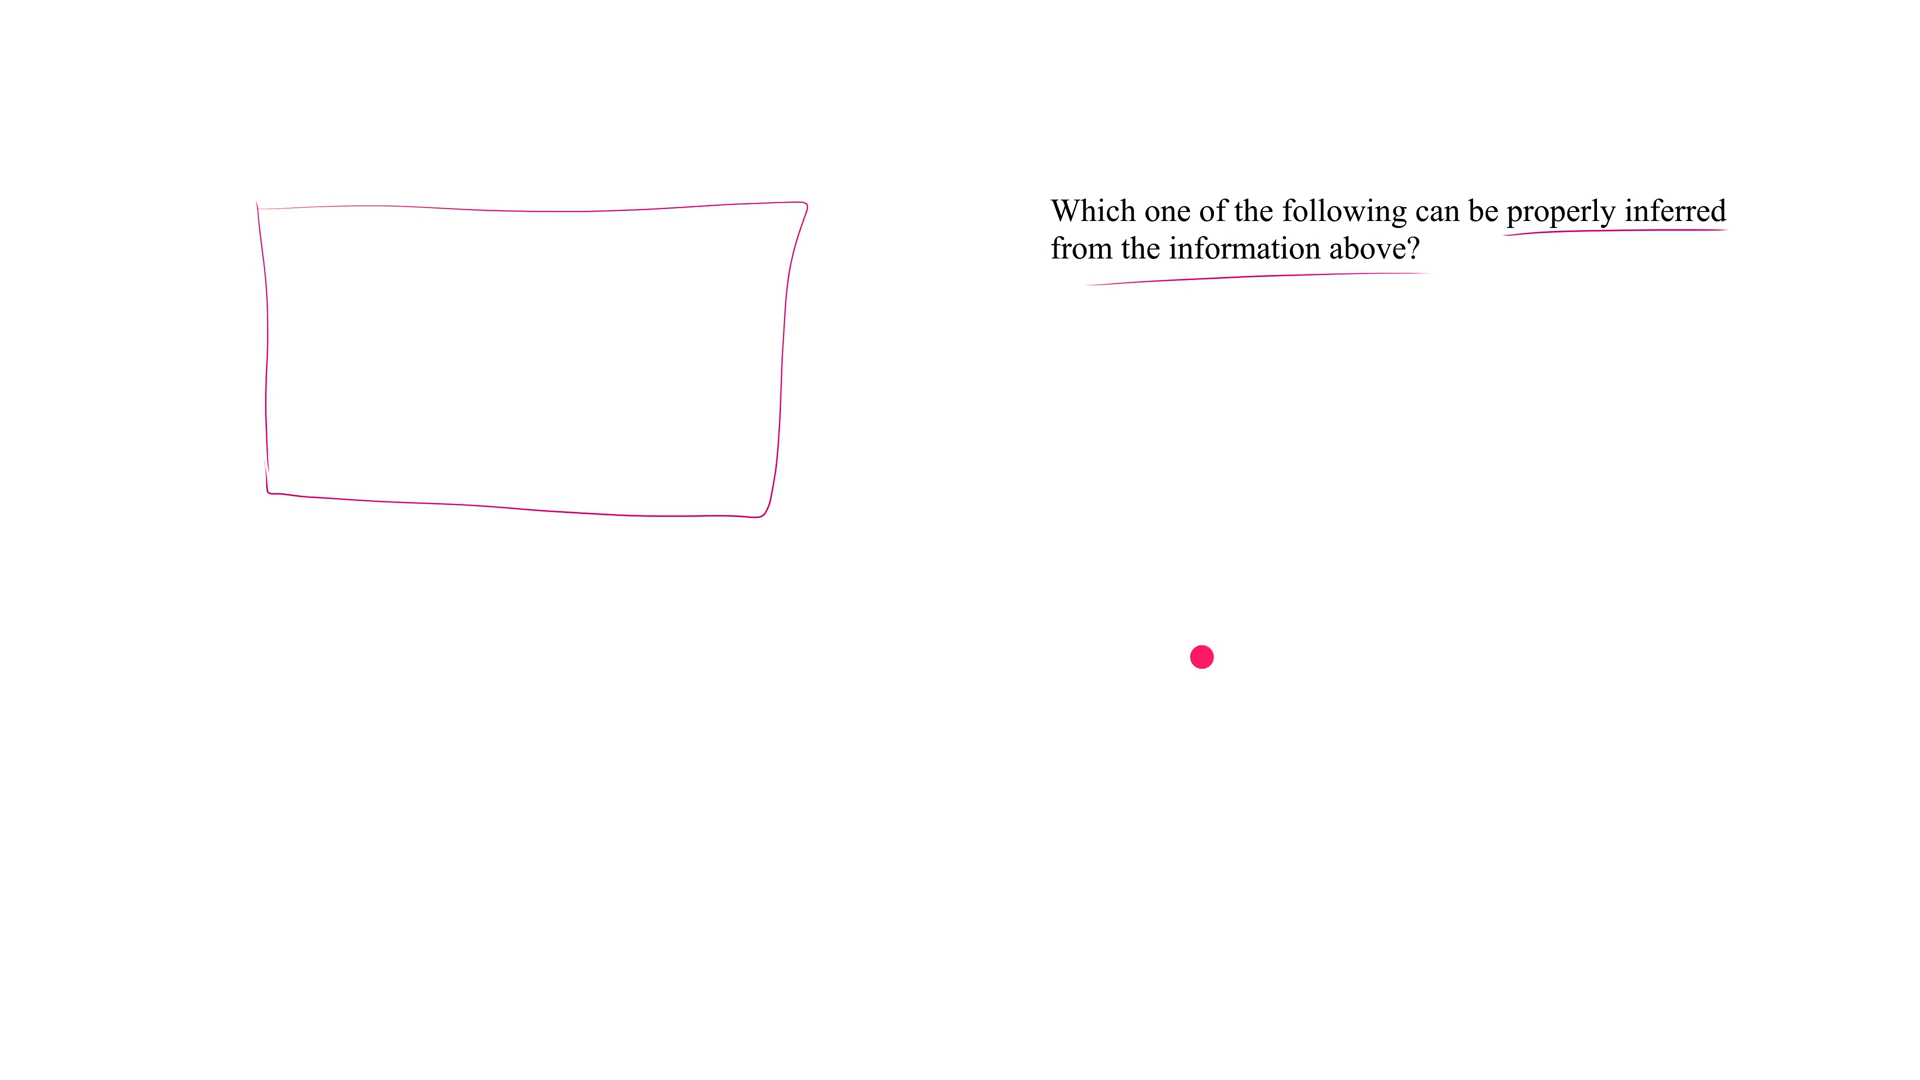 Which one of the following can be properly inferred
from the information above?